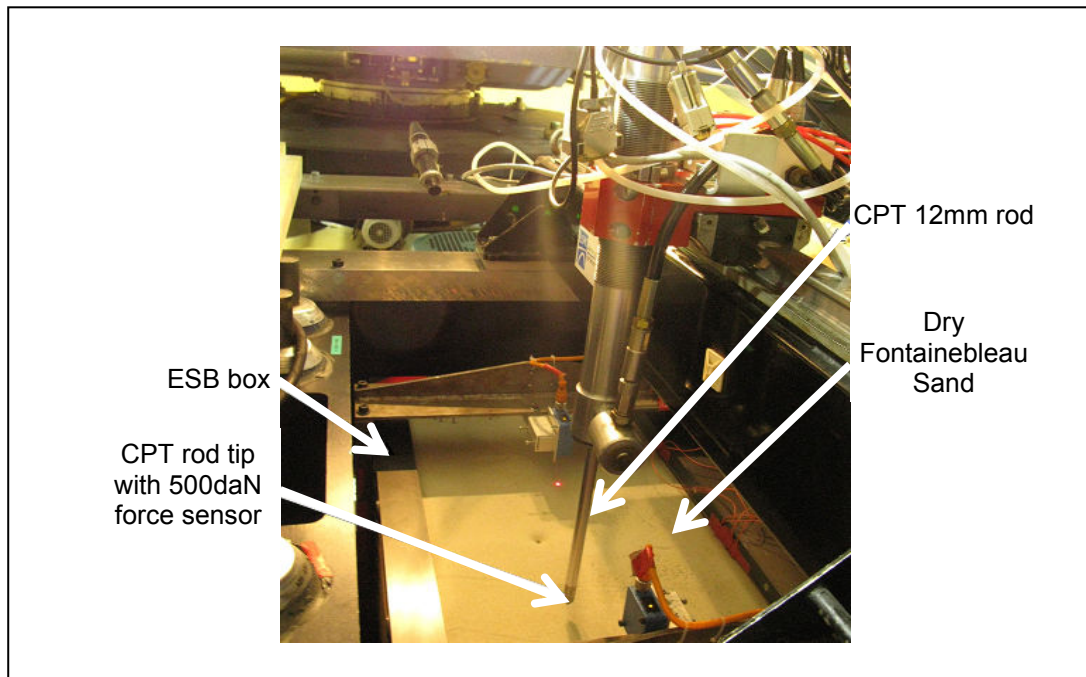 CPT 12mm rod
Dry
Fontainebleau
Sand
ESB box
CPT rod tip
with 500daN
force sensor